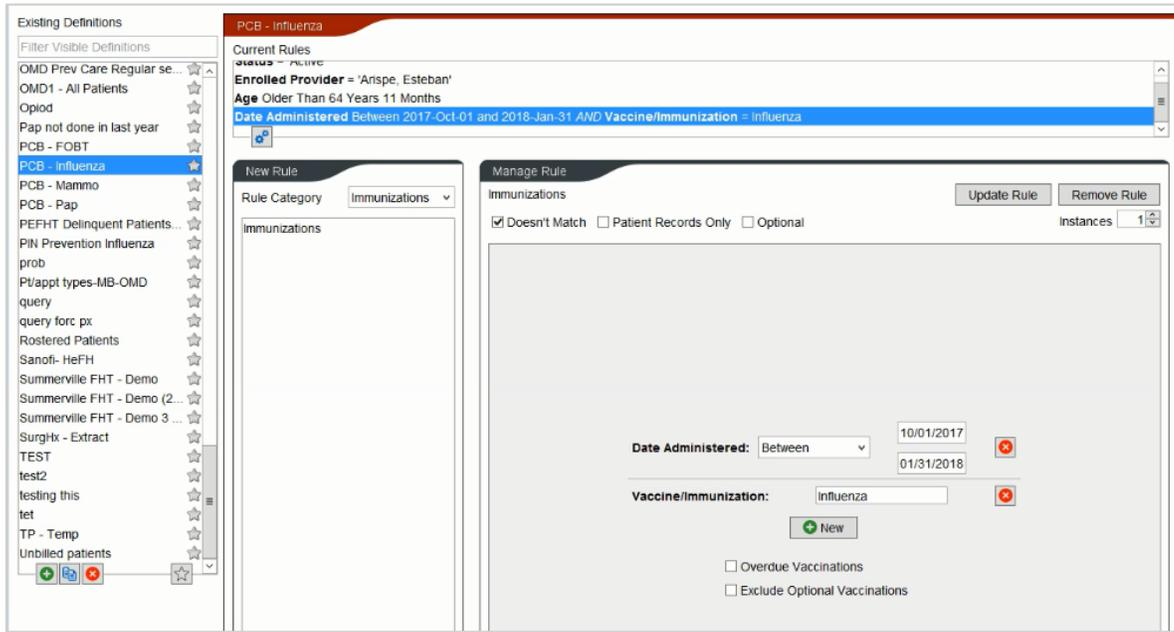 Existing Definitions
Filter Visible Definitions
OMD Prev Care Regular se...
OMD1 - All Patients
Opiod
Pap not done in last year
PCB - FOBT
PCB - Influenza
PCB - Mammo
PCB - Pap
PEFHT Delinquent Patients...
PIN Prevention Influenza
prob
Pt/appt types-MB-OMD
query
query forc px
Rostered Patients
Sanofi- HeFH
Summerville FHT - Demo
Summerville FHT - Demo (2...
Summerville FHT - Demo 3 ...
SurgHx - Extract
TEST
test2
testing this
tet
TP - Temp
Unbilled patients
PCB - Influenza
Current Rules
Status = 'Active'
Enrolled Provider = 'Arispe, Esteban'
Age Older Than 64 Years 11 Months
Date Administered Between 2017-Oct-01 and 2018-Jan-31 AND Vaccine/Immunization = Influenza
New Rule
Rule Category Immunizations
Immunizations
Manage Rule
Immunizations Update Rule Remove Rule
Doesn't Match Patient Records Only Optional Instances 1
Date Administered: Between 10/01/2017
01/31/2018
Vaccine/Immunization: Influenza
New
Overdue Vaccinations
Exclude Optional Vaccinations